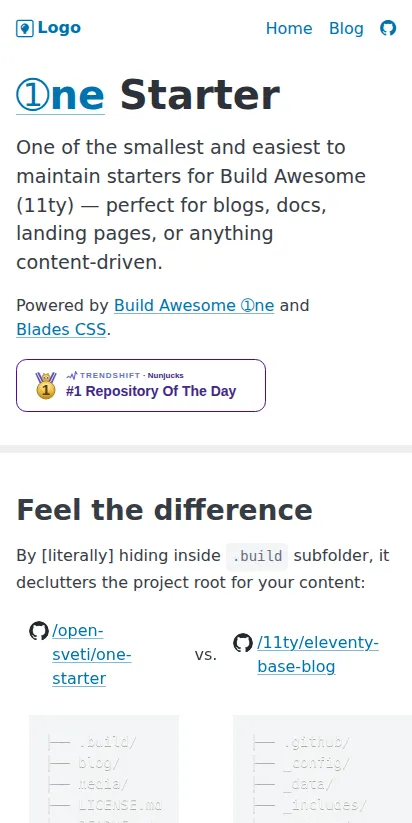 Logo
Home Blog
➀ne Starter
One of the smallest and easiest to
maintain starters for Build Awesome
(11ty) — perfect for blogs, docs,
landing pages, or anything
content-driven.
Powered by Build Awesome ➀ne and
Blades CSS.
1
TRENDSHIFT · Nunjucks
#1 Repository Of The Day
Feel the difference
By [literally] hiding inside .build subfolder, it
declutters the project root for your content:
/open-
sveti/one-
starter
vs.
/11ty/eleventy-
base-blog
├── .build/
├── blog/
├── media/
├── LICENSE.md
├── .github/
├── _config/
├── _data/
├── _includes/